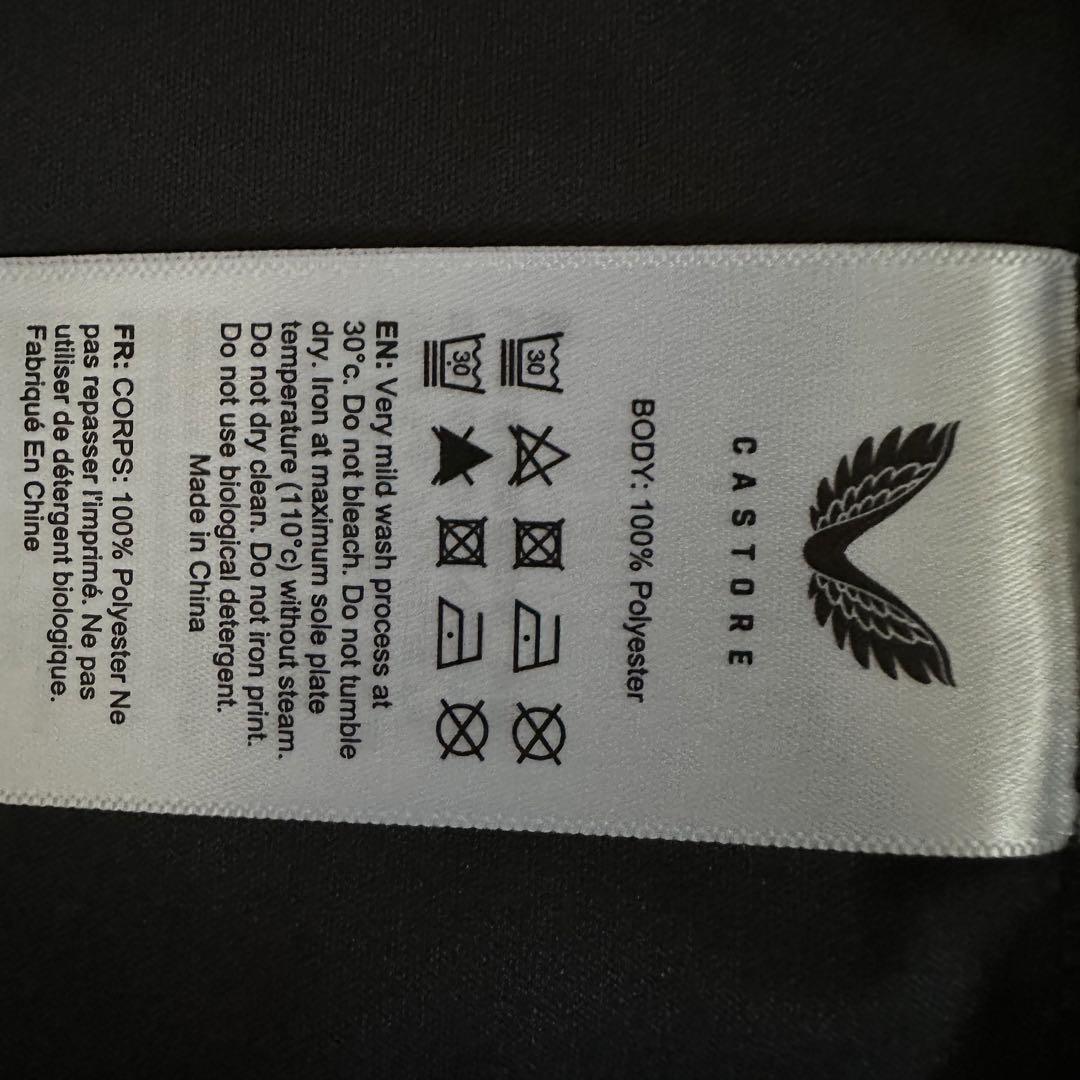 CASTORE
BODY: 100% Polyester
30
30
EN: Very mild wash process at
30°c. Do not bleach. Do not tumble
dry. Iron at maximum sole plate
temperature (110°c) without steam.
Do not dry clean. Do not iron print.
Do not use biological detergent.
Made in China
FR: CORPS: 100% Polyester Ne
pas repasser l'imprimé. Ne pas
utiliser de détergent biologique.
Fabriqué En Chine